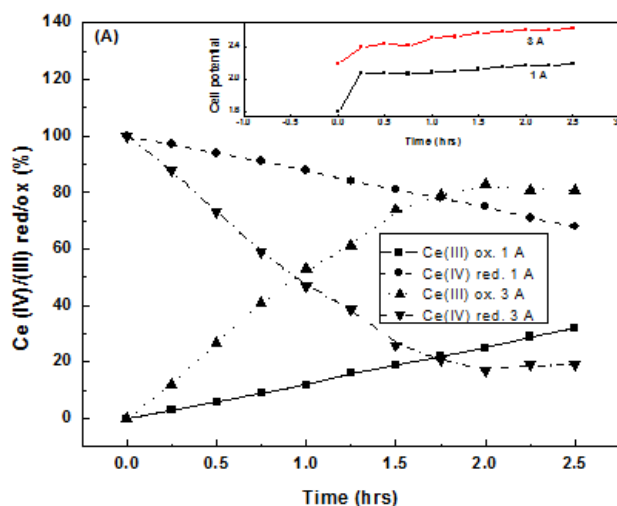 (A)
Ce (IV)/(III) red/ox (%)
140
120
100
80
60
40
20
0
0.0 0.5 1.0 1.5 2.0 2.5
Time (hrs)
Cell potential
2.4
2.0
1.6
-1.0 -0.5 0.0 0.5 1.0 1.5 2.0 2.5
Time (hrs)
3 A
1 A
Ce(III) ox. 1 A
Ce(IV) red. 1 A
Ce(III) ox. 3 A
Ce(IV) red. 3 A